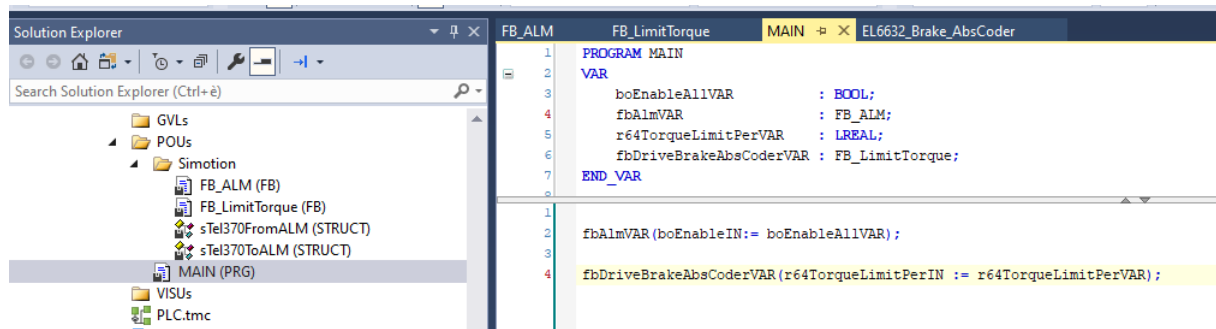 Solution Explorer
Search Solution Explorer (Ctrl+è)
GVLs
POUs
Simotion
FB_ALM (FB)
FB_LimitTorque (FB)
sTel370FromALM (STRUCT)
sTel370ToALM (STRUCT)
MAIN (PRG)
VISUs
PLC.tmc
FB_ALM FB_LimitTorque MAIN EL6632_Brake_AbsCoder
1 PROGRAM MAIN
2 VAR
3 boEnableAllVAR : BOOL;
4 fbAlmVAR : FB_ALM;
5 r64TorqueLimitPerVAR : LREAL;
6 fbDriveBrakeAbsCoderVAR : FB_LimitTorque;
7 END_VAR
1
2 fbAlmVAR(boEnableIN:= boEnableAllVAR);
3
4 fbDriveBrakeAbsCoderVAR(r64TorqueLimitPerIN := r64TorqueLimitPerVAR);